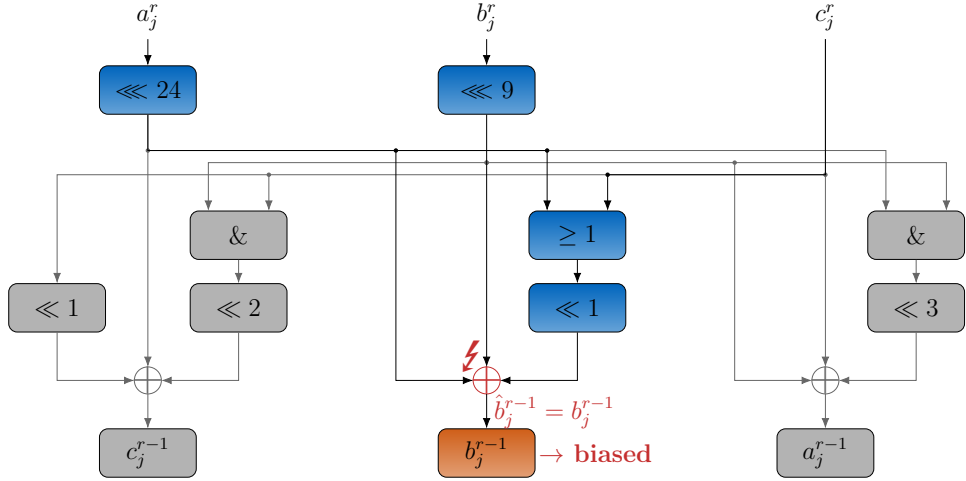 a_j^r b_j^r c_j^r
⋘ 24 ⋘ 9
& ≥ 1 &
≪ 1 ≪ 2 ≪ 1 ≪ 3
b̂_j^{r-1} = b_j^{r-1}
c_j^{r-1} b_j^{r-1} → biased a_j^{r-1}